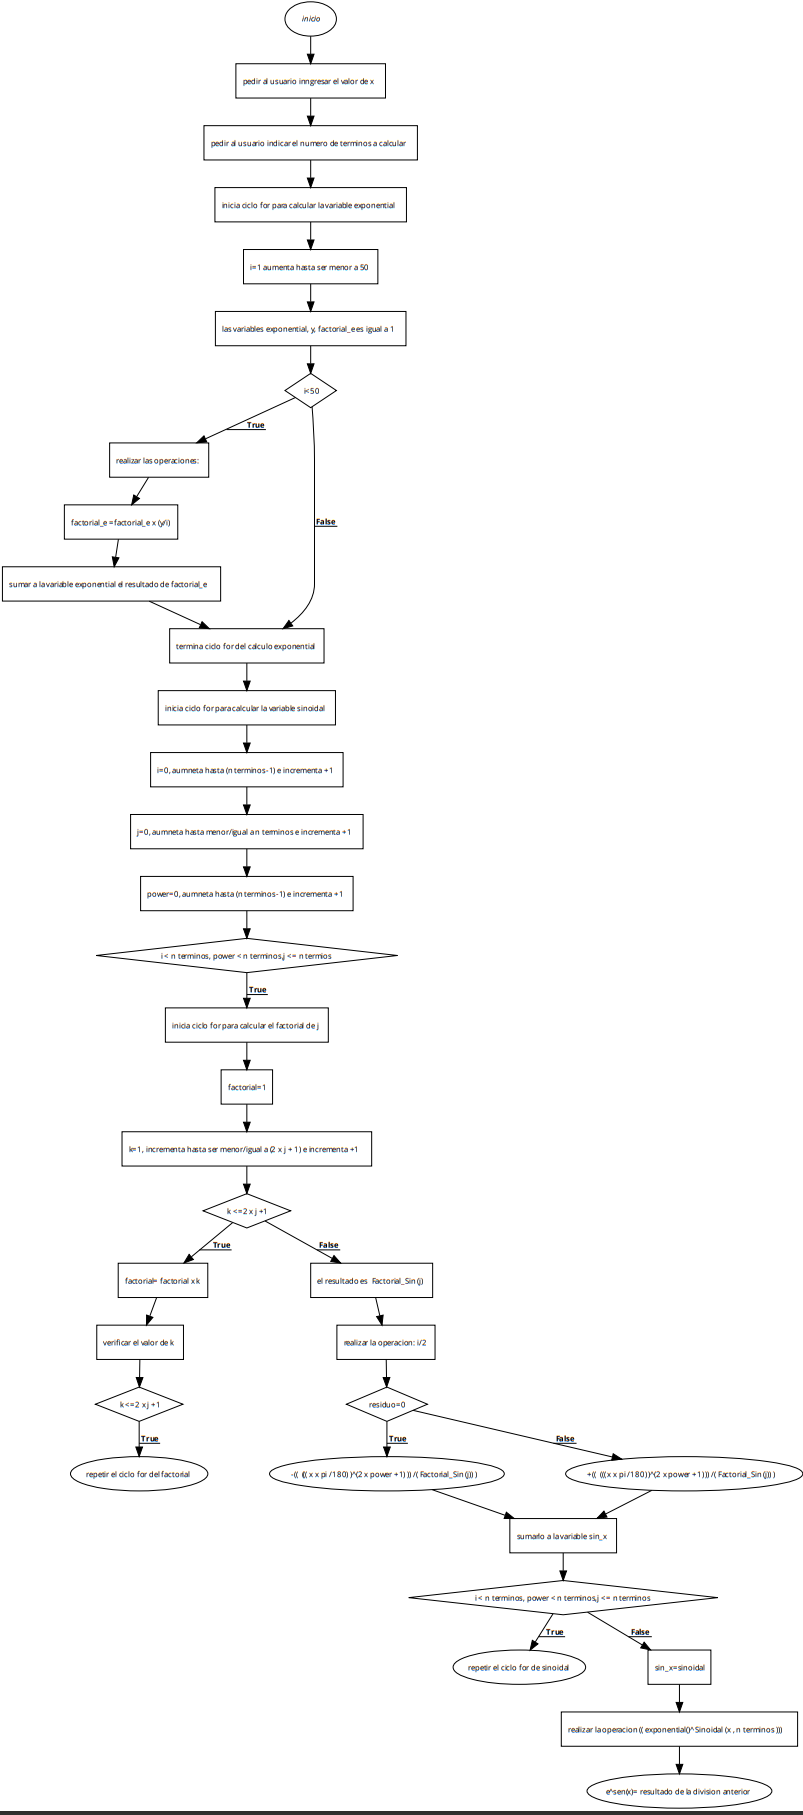 inicio
pedir al usuario inngresar el valor de x
pedir al usuario indicar el numero de terminos a calcular
inicia ciclo for para calcular la variable exponential
i=1 aumenta hasta ser menor a 50
las variables exponential, y, factorial_e es igual a 1
i<50
True
realizar las operaciones:
factorial_e =factorial_e x (y/i)
False
sumar a la variable exponential el resultado de factorial_e
termina ciclo for del calculo exponential
inicia ciclo for para calcular la variable sinoidal
i=0, aumneta hasta (n terminos-1) e incrementa +1
j=0, aumneta hasta menor/igual a n terminos e incrementa +1
power=0, aumneta hasta (n terminos-1) e incrementa +1
i < n terminos, power < n terminos,j <= n termios
True
inicia ciclo for para calcular el factorial de j
factorial=1
k=1, incrementa hasta ser menor/igual a (2 x j + 1) e incrementa +1
k <=2 x j +1
True
False
factorial= factorial x k
el resultado es Factorial_Sin (j)
verificar el valor de k
realizar la operacion: i/2
k<=2 x j +1
residuo=0
True
True
False
repetir el ciclo for del factorial
-(( (( x x pi /180) )^(2 x power +1) )) /( Factorial_Sin (j)) )
+(( (((x x pi /180) )^(2 x power +1))) /( Factorial_Sin (j)) )
sumarlo a la variable sin_x
i < n terminos, power < n terminos,j <= n terminos
True
False
repetir el ciclo for de sinoidal
sin_x=sinoidal
realizar la operacion (( exponential()^Sinoidal (x , n terminos )))
e^sen(x)= resultado de la division anterior